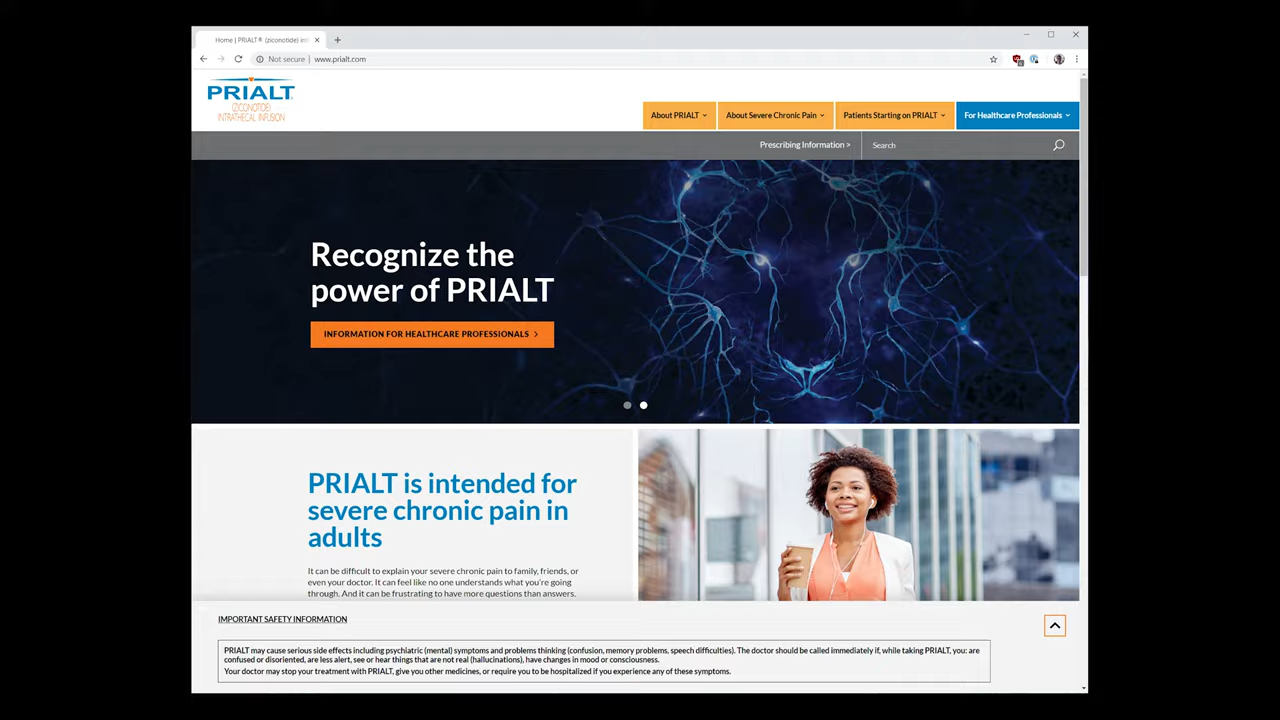 Home | PRIALT® (ziconotide) int
Not secure | www.prialt.com
PRIALT
(ZICONOTIDE)
INTRATHECAL INFUSION
About PRIALT
About Severe Chronic Pain
Patients Starting on PRIALT
For Healthcare Professionals
Prescribing Information >
Search
Recognize the
power of PRIALT
INFORMATION FOR HEALTHCARE PROFESSIONALS >
PRIALT is intended for
severe chronic pain in
adults
It can be difficult to explain your severe chronic pain to family, friends, or
even your doctor. It can feel like no one understands what you're going
through. And it can be frustrating to have more questions than answers.
IMPORTANT SAFETY INFORMATION
PRIALT may cause serious side effects including psychiatric (mental) symptoms and problems thinking (confusion, memory problems, speech difficulties). The doctor should be called immediately if, while taking PRIALT, you: are
confused or disoriented, are less alert, see or hear things that are not real (hallucinations), have changes in mood or consciousness.
Your doctor may stop your treatment with PRIALT, give you other medicines, or require you to be hospitalized if you experience any of these symptoms.